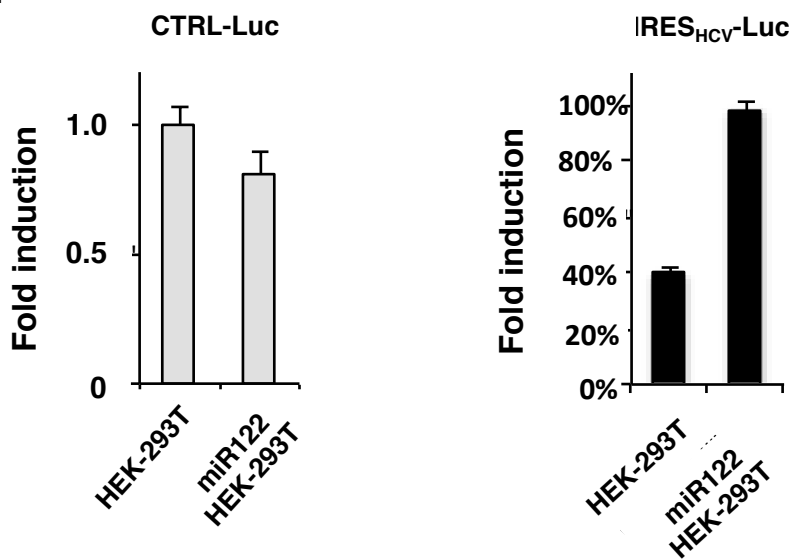 CTRL-Luc
Fold induction
1.0
0.5
0
HEK-293T
miR122
HEK-293T
IRESHCV-Luc
Fold induction
100%
80%
60%
40%
20%
0%
HEK-293T
miR122
HEK-293T